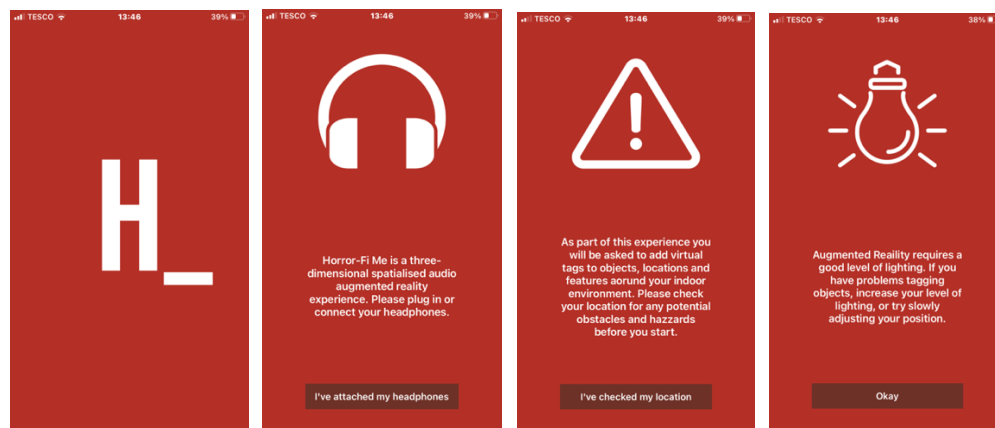 TESCO 13:46 39%
H_
TESCO 13:46 39%
Horror-Fi Me is a three-
dimensional spatialised audio
augmented reality
experience. Please plug in or
connect your headphones.
I've attached my headphones
TESCO 13:46 39%
As part of this experience you
will be asked to add virtual
tags to objects, locations and
features aorund your indoor
environment. Please check
your location for any potential
obstacles and hazzards
before you start.
I've checked my location
TESCO 13:46 38%
Augmented Reaility requires a
good level of lighting. If you
have problems tagging
objects, increase your level of
lighting, or try slowly
adjusting your position.
Okay